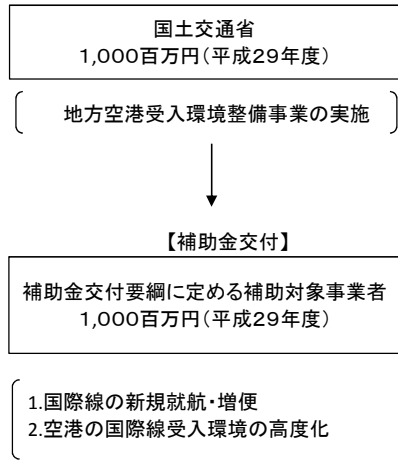 国土交通省
1,000百万円（平成29年度）
地方空港受入環境整備事業の実施
【補助金交付】
補助金交付要綱に定める補助対象事業者
1,000百万円（平成29年度）
1.国際線の新規就航・増便
2.空港の国際線受入環境の高度化